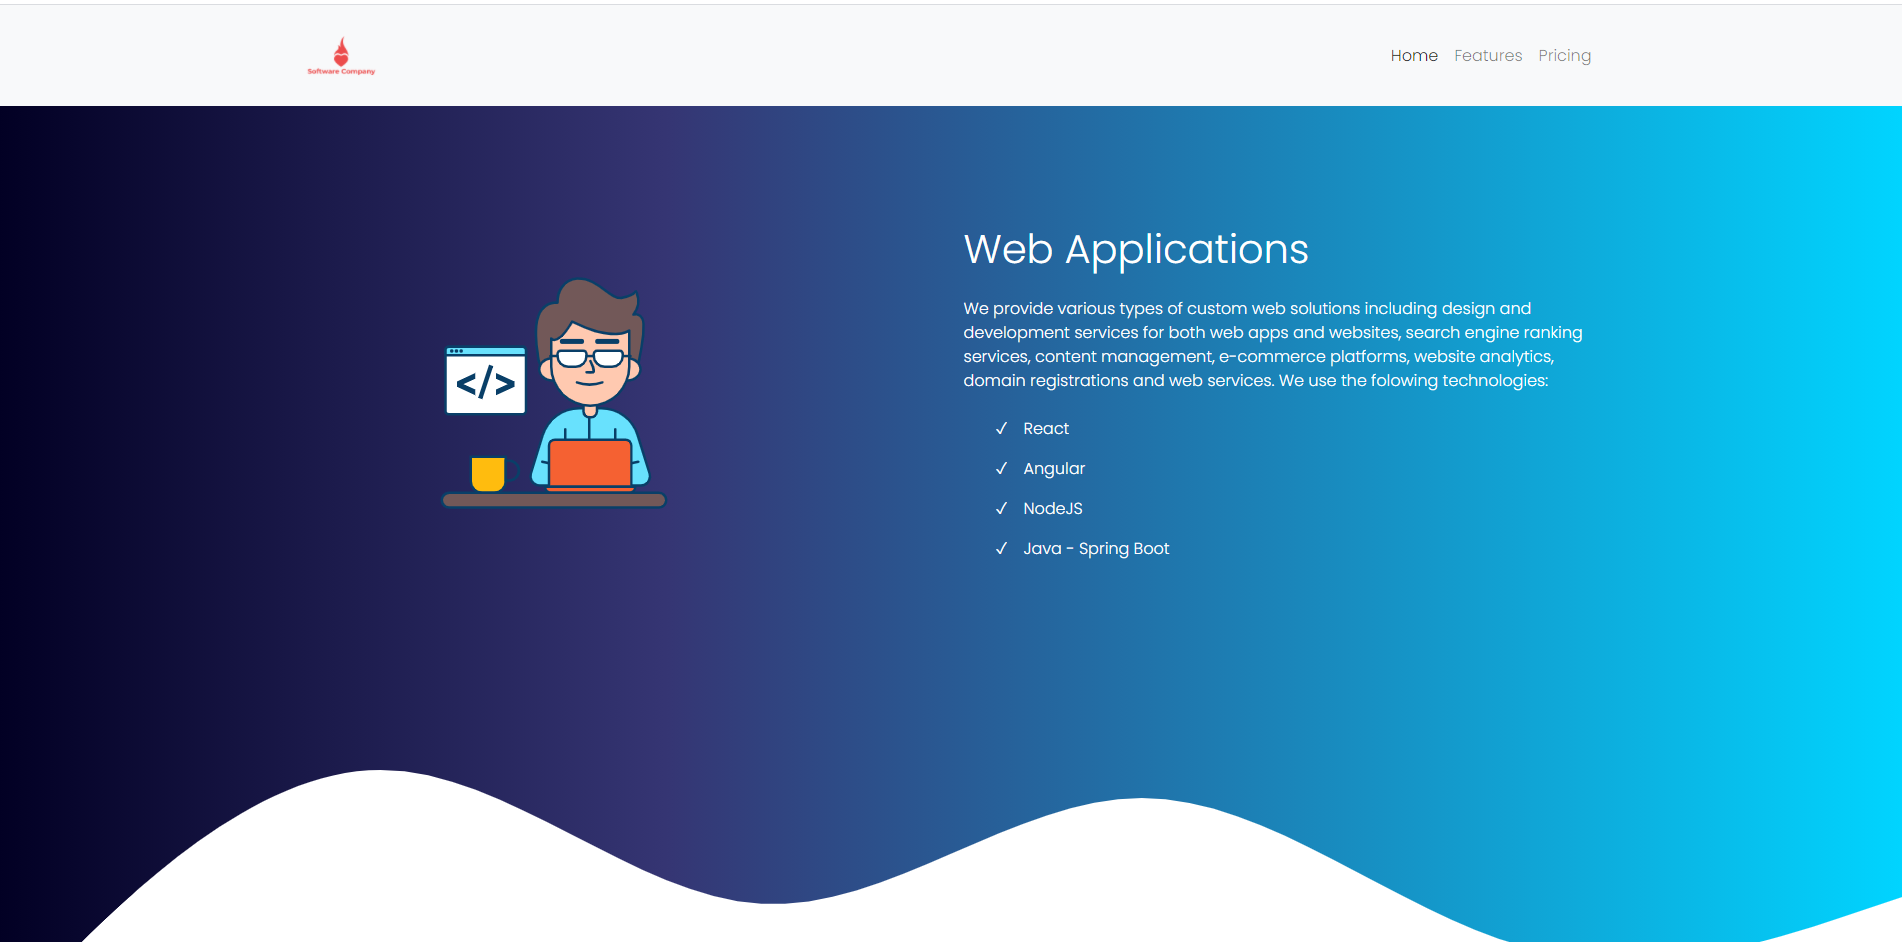 Software Company
Home Features Pricing
Web Applications
We provide various types of custom web solutions including design and
development services for both web apps and websites, search engine ranking
services, content management, e-commerce platforms, website analytics,
domain registrations and web services. We use the folowing technologies:
</>
✓ React
✓ Angular
✓ NodeJS
✓ Java - Spring Boot